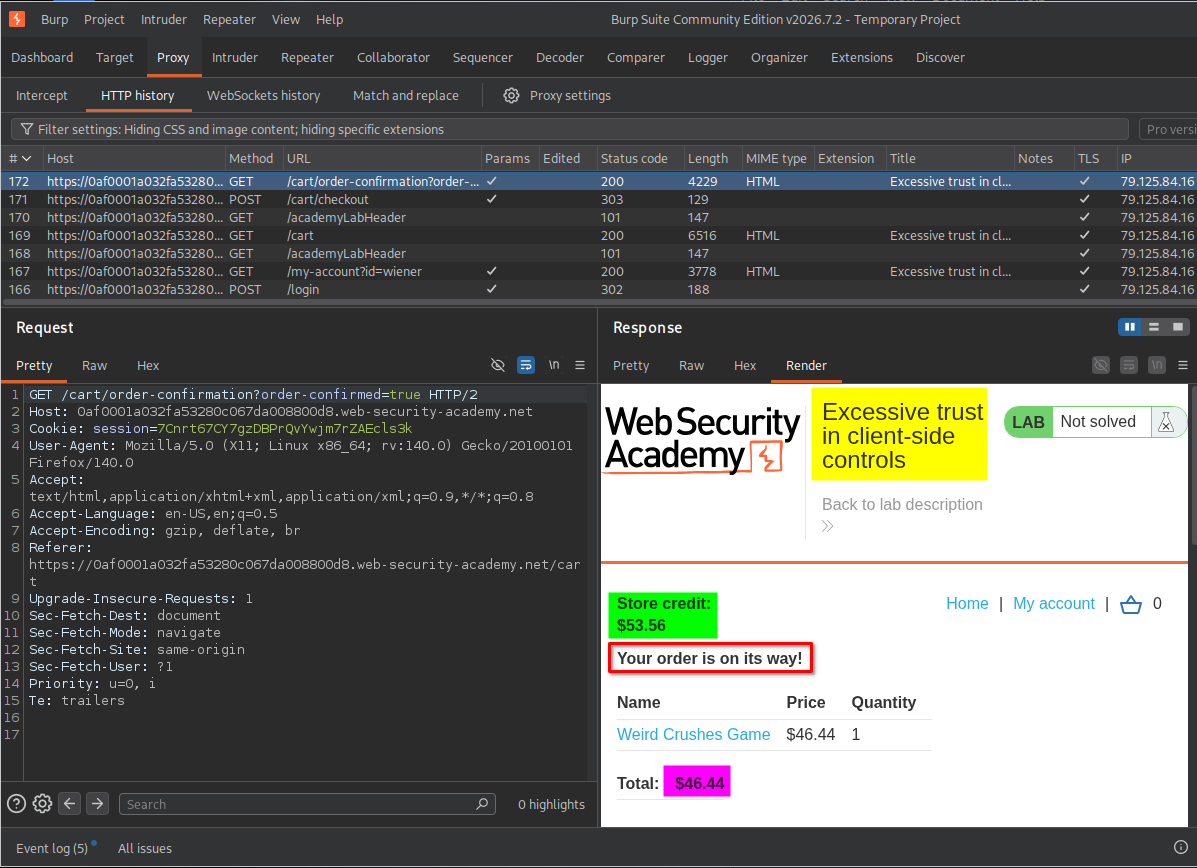 Burp Project Intruder Repeater View Help Burp Suite Community Edition v2026.7.2 - Temporary Project
Dashboard Target Proxy Intruder Repeater Collaborator Sequencer Decoder Comparer Logger Organizer Extensions Discover
Intercept HTTP history WebSockets history Match and replace Proxy settings
Filter settings: Hiding CSS and image content; hiding specific extensions Pro versi
# Host Method URL Params Edited Status code Length MIME type Extension Title Notes TLS IP
172 https://0af0001a032fa53280... GET /cart/order-confirmation?order-... ✓ 200 4229 HTML Excessive trust in cl... ✓ 79.125.84.16
171 https://0af0001a032fa53280... POST /cart/checkout ✓ 303 129 ✓ 79.125.84.16
170 https://0af0001a032fa53280... GET /academyLabHeader 101 147 ✓ 79.125.84.16
169 https://0af0001a032fa53280... GET /cart 200 6516 HTML Excessive trust in cl... ✓ 79.125.84.16
168 https://0af0001a032fa53280... GET /academyLabHeader 101 147 ✓ 79.125.84.16
167 https://0af0001a032fa53280... GET /my-account?id=wiener ✓ 200 3778 HTML Excessive trust in cl... ✓ 79.125.84.16
166 https://0af0001a032fa53280... POST /login ✓ 302 188 ✓ 79.125.84.16
Request
Pretty Raw Hex \n
1 GET /cart/order-confirmation?order-confirmed=true HTTP/2
2 Host: 0af0001a032fa53280c067da008800d8.web-security-academy.net
3 Cookie: session=7Cnrt67CY7gzDBPrQvYwjm7rZAEcls3k
4 User-Agent: Mozilla/5.0 (X11; Linux x86_64; rv:140.0) Gecko/20100101
Firefox/140.0
5 Accept:
text/html,application/xhtml+xml,application/xml;q=0.9,*/*;q=0.8
6 Accept-Language: en-US,en;q=0.5
7 Accept-Encoding: gzip, deflate, br
8 Referer:
https://0af0001a032fa53280c067da008800d8.web-security-academy.net/car
t
9 Upgrade-Insecure-Requests: 1
10 Sec-Fetch-Dest: document
11 Sec-Fetch-Mode: navigate
12 Sec-Fetch-Site: same-origin
13 Sec-Fetch-User: ?1
14 Priority: u=0, i
15 Te: trailers
16
17
Search 0 highlights
Response
Pretty Raw Hex Render \n
Web Security
Academy
Excessive trust
in client-side
controls
Back to lab description
LAB Not solved
Store credit:
$53.56
Home | My account | 0
Your order is on its way!
Name Price Quantity
Weird Crushes Game $46.44 1
Total: $46.44
Event log (5) All issues